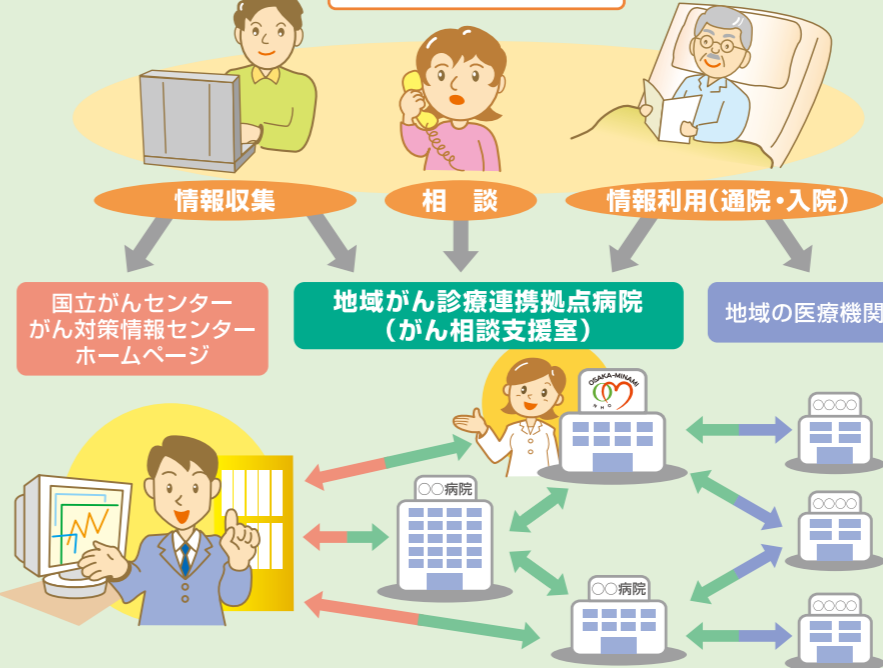 情報収集
相　談
情報利用（通院・入院）
国立がんセンター
がん対策情報センター
ホームページ
地域がん診療連携拠点病院
（がん相談支援室）
地域の医療機関
OSAKA-MINAMI
NHO
○○病院
○○病院
○○○○
○○○○
○○○○